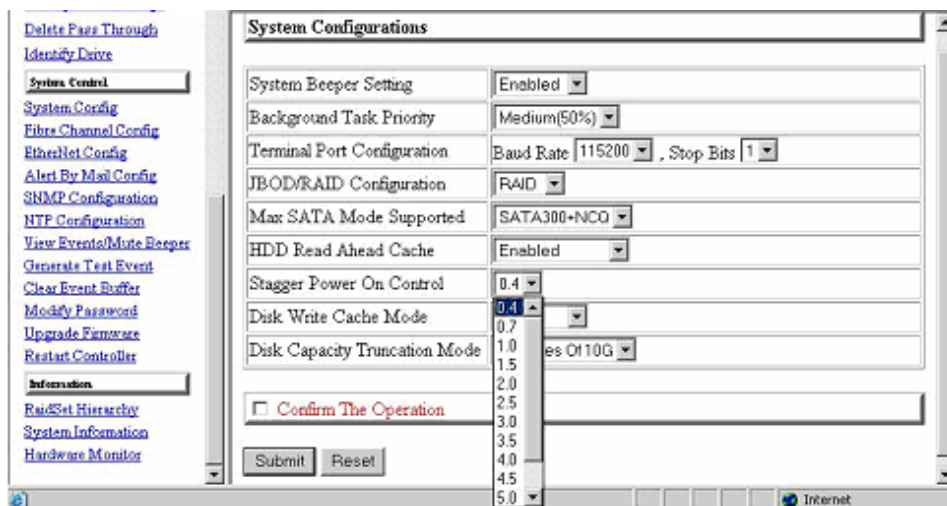 Delete Pass Through
Identify Drive
System Control
System Config
Fibre Channel Config
EtherNet Config
Alert By Mail Config
SNMP Configuration
NTP Configuration
View Events/Mute Beeper
Generate Test Event
Clear Event Buffer
Modify Password
Upgrade Firmware
Restart Controller
Information
RaidSet Hierarchy
System Information
Hardware Monitor
System Configurations
System Beeper Setting Enabled
Background Task Priority Medium(50%)
Terminal Port Configuration Baud Rate 115200 , Stop Bits 1
JBOD/RAID Configuration RAID
Max SATA Mode Supported SATA300+NCQ
HDD Read Ahead Cache Enabled
Stagger Power On Control 0.4
0.4
0.7
1.0
1.5
2.0
2.5
3.0
3.5
4.0
4.5
5.0
Disk Write Cache Mode
Disk Capacity Truncation Mode es Of 10G
Confirm The Operation
Submit Reset
Internet